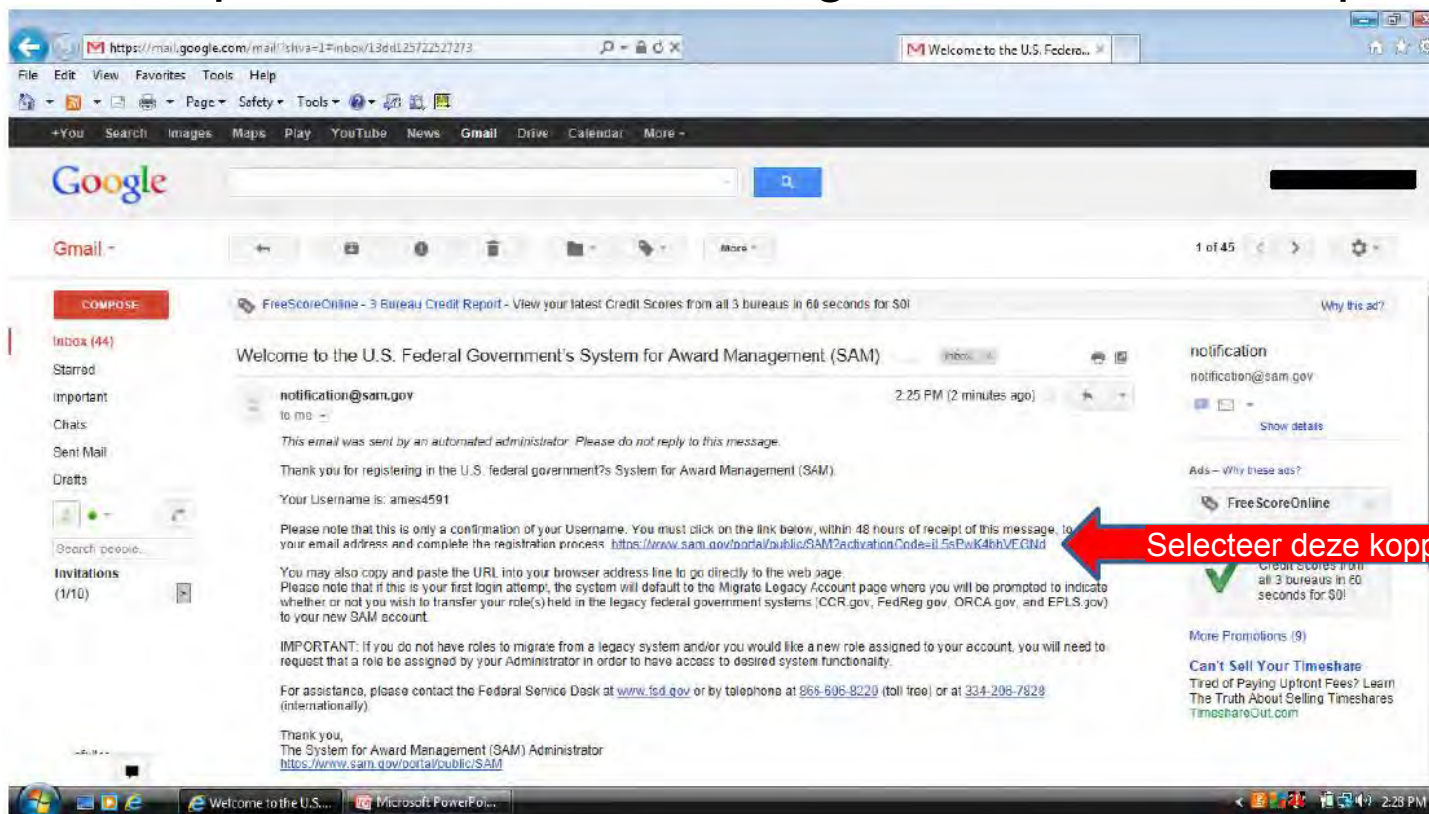 https://mail.google.com/mail/?shva=1#inbox/13dd125722527273
Welcome to the U.S. Federa...
File Edit View Favorites Tools Help
Page Safety Tools
+You Search Images Maps Play YouTube News Gmail Drive Calendar More
Google
Gmail
More
1 of 45
COMPOSE
FreeScoreOnline - 3 Bureau Credit Report - View your latest Credit Scores from all 3 bureaus in 60 seconds for $0!
Why this ad?
Inbox (44)
Starred
Important
Chats
Sent Mail
Drafts
Search people...
Invitations
(1/10)
Welcome to the U.S. Federal Government's System for Award Management (SAM)
Inbox x
notification@sam.gov
2:25 PM (2 minutes ago)
to me
This email was sent by an automated administrator. Please do not reply to this message.
Thank you for registering in the U.S. federal government?s System for Award Management (SAM).
Your Username is: ames4591
Please note that this is only a confirmation of your Username. You must click on the link below, within 48 hours of receipt of this message, to
your email address and complete the registration process. https://www.sam.gov/portal/public/SAM?activationCode=
You may also copy and paste the URL into your browser address line to go directly to the web page.
Please note that if this is your first login attempt, the system will default to the Migrate Legacy Account page where you will be prompted to indicate
whether or not you wish to transfer your role(s) held in the legacy federal government systems (CCR.gov, FedReg.gov, ORCA.gov, and EPLS.gov)
to your new SAM account.
IMPORTANT: If you do not have roles to migrate from a legacy system and/or you would like a new role assigned to your account, you will need to
request that a role be assigned by your Administrator in order to have access to desired system functionality.
For assistance, please contact the Federal Service Desk at www.fsd.gov or by telephone at 866-606-8220 (toll free) or at 334-206-7828
(internationally).
Thank you,
The System for Award Management (SAM) Administrator
https://www.sam.gov/portal/public/SAM
notification
notification@sam.gov
Show details
Ads – Why these ads?
FreeScoreOnline
Selecteer deze kopp
Credit Scores from
all 3 bureaus in 60
seconds for $0!
More Promotions (9)
Can't Sell Your Timeshare
Tired of Paying Upfront Fees? Learn
The Truth About Selling Timeshares
TimeshareOut.com
Welcome to the U.S....
Microsoft PowerPoi...
2:28 PM